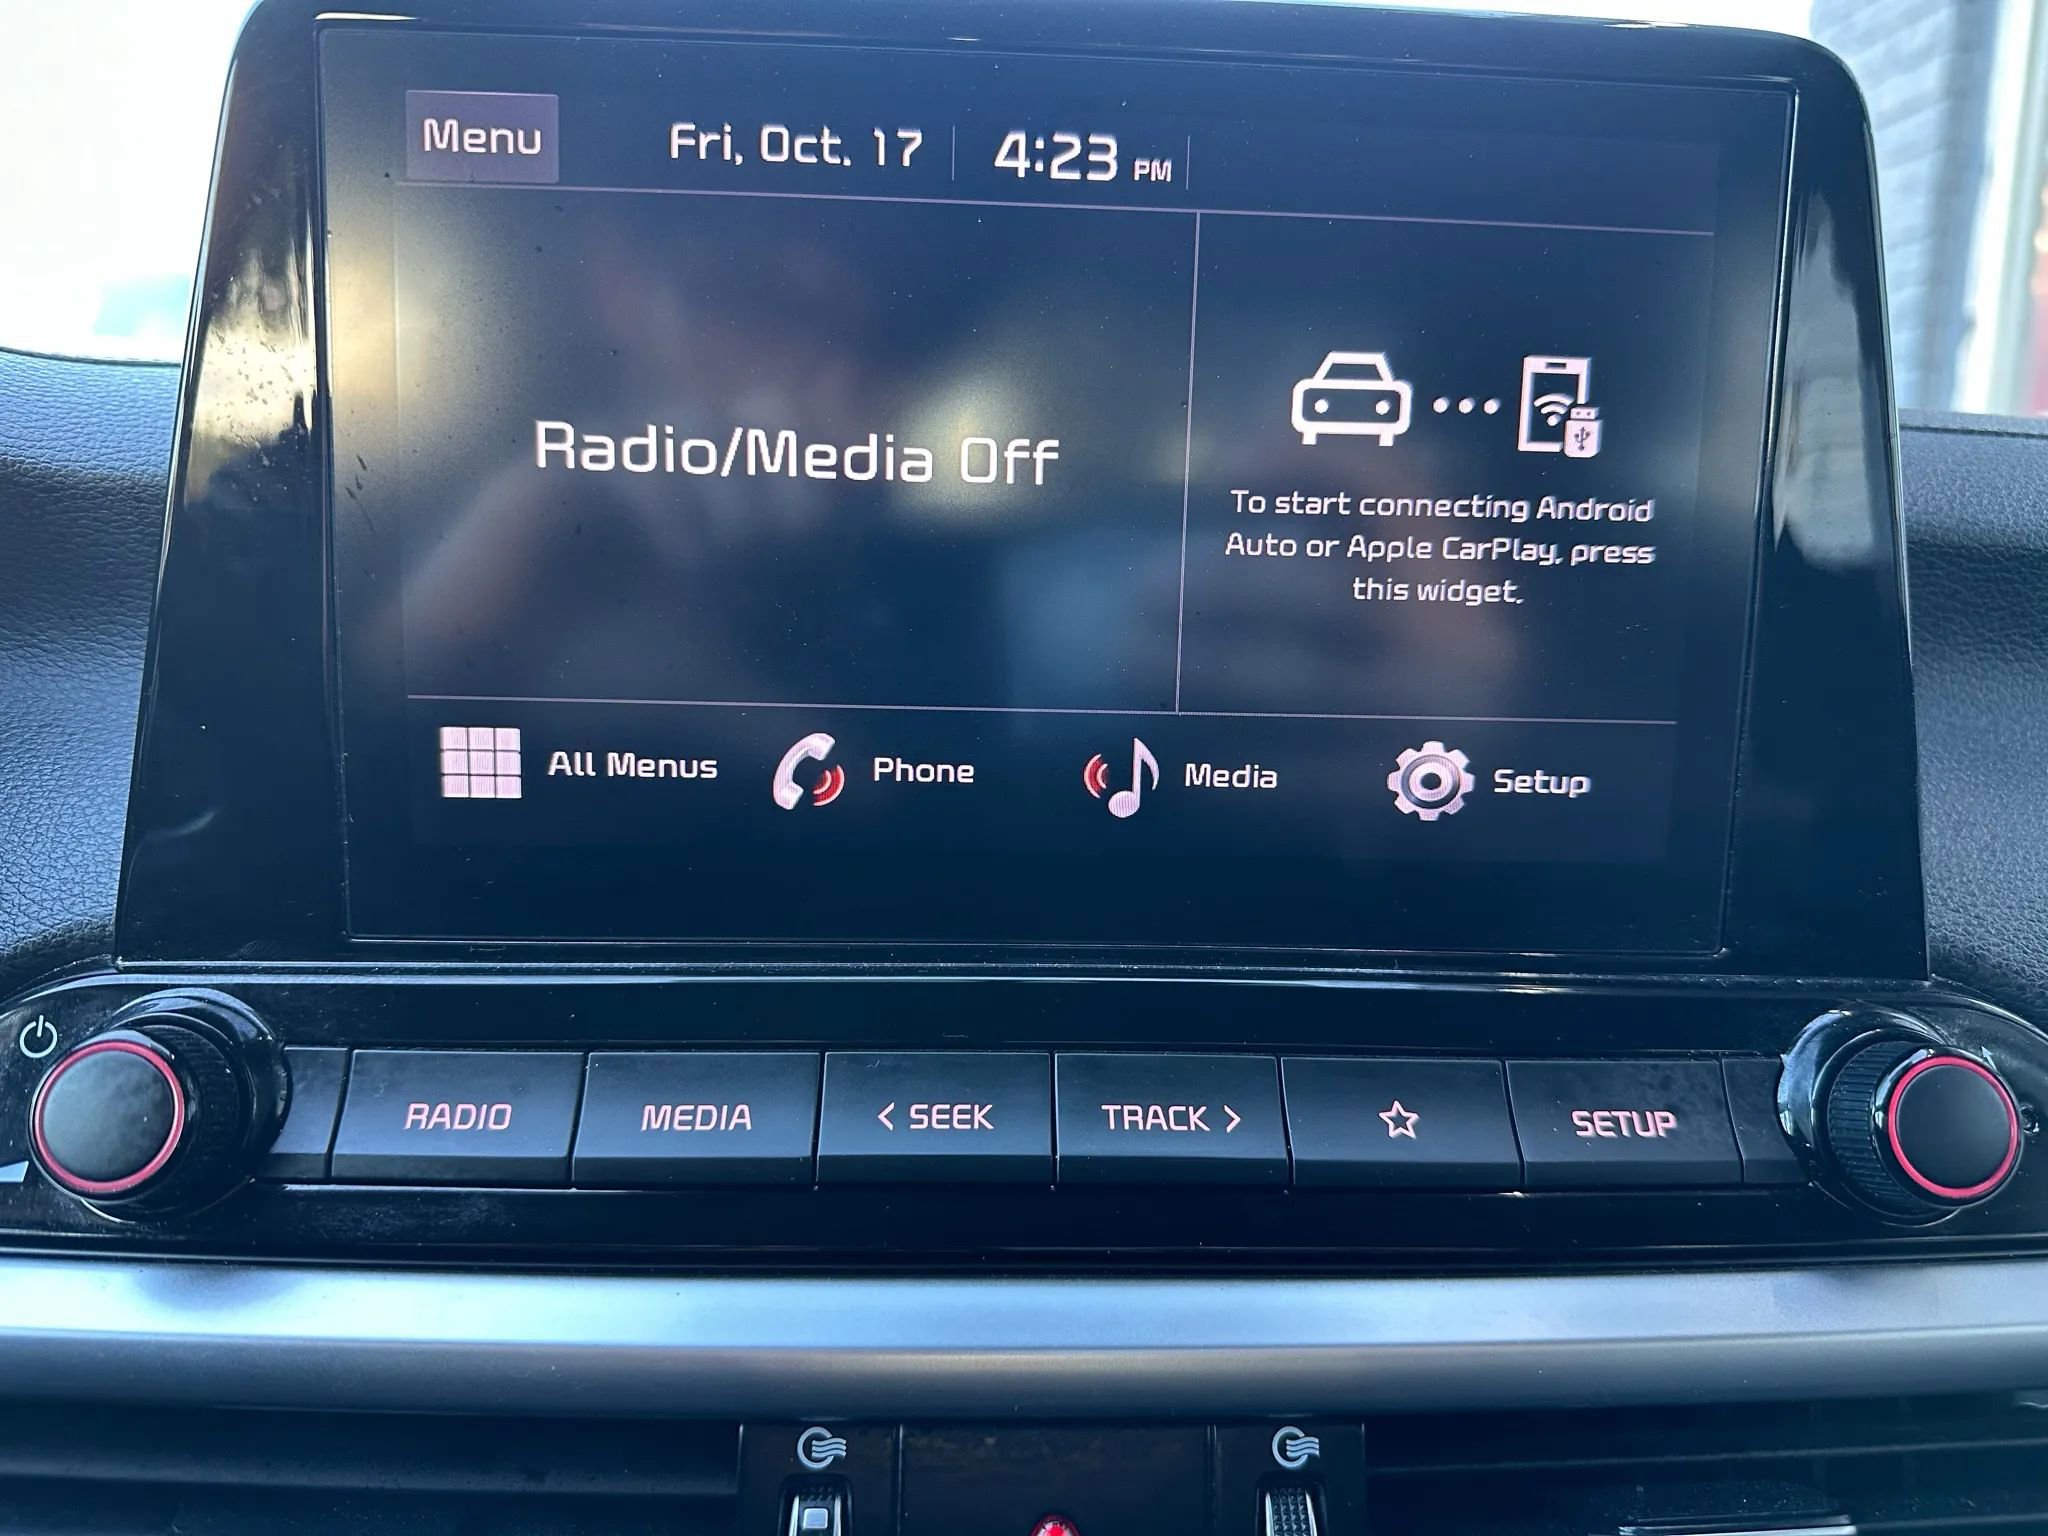 Menu
Fri, Oct. 17
4:23 PM
Radio/Media Off
To start connecting Android
Auto or Apple CarPlay, press
this widget.
All Menus
Phone
Media
Setup
RADIO
MEDIA
< SEEK
TRACK >
SETUP